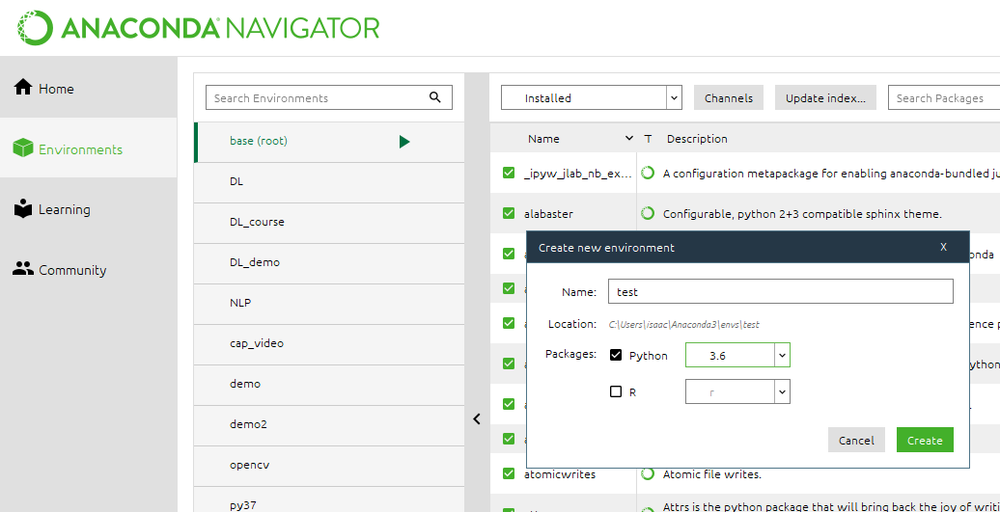 ANACONDA NAVIGATOR
Home
Environments
Learning
Community
Search Environments
base (root)
DL
DL_course
DL_demo
NLP
cap_video
demo
demo2
opencv
py37
Installed
Channels
Update index...
Search Packages
Name T Description
_ipyw_jlab_nb_ex... A configuration metapackage for enabling anaconda-bundled ju
alabaster Configurable, python 2+3 compatible sphinx theme.
Create new environment X
Name: test
Location: C:\Users\isaac\Anaconda3\envs\test
Packages: Python 3.6
R r
Cancel Create
atomicwrites Atomic file writes.
Attrs is the python package that will bring back the joy of writi